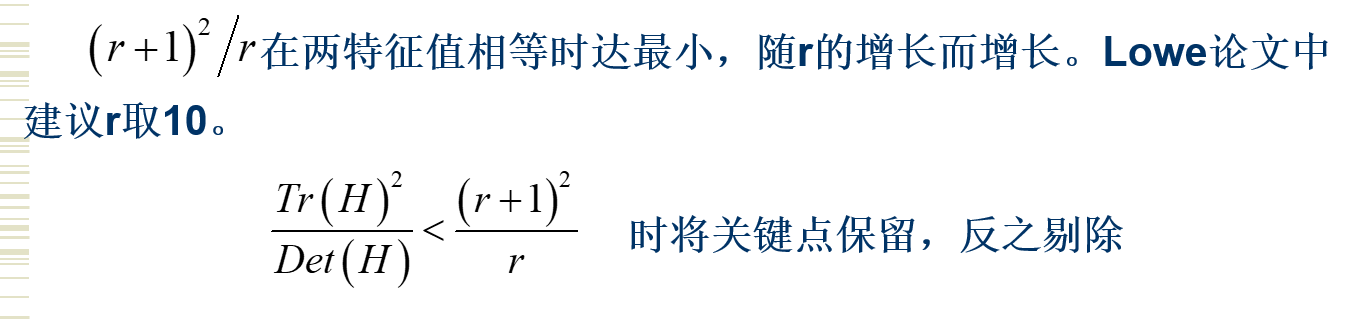 (r+1)²/r在两特征值相等时达最小，随r的增长而增长。Lowe论文中
建议r取10。
Tr(H)²/Det(H) < (r+1)²/r 时将关键点保留，反之剔除